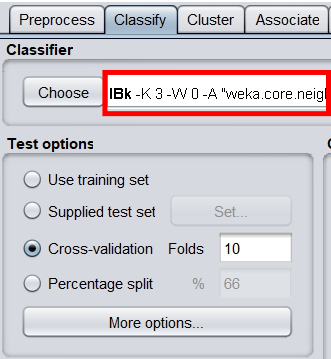 Preprocess Classify Cluster Associate
Classifier
Choose IBk -K 3 -W 0 -A "weka.core.neigl
Test options
Use training set
Supplied test set Set...
Cross-validation Folds 10
Percentage split % 66
More options...